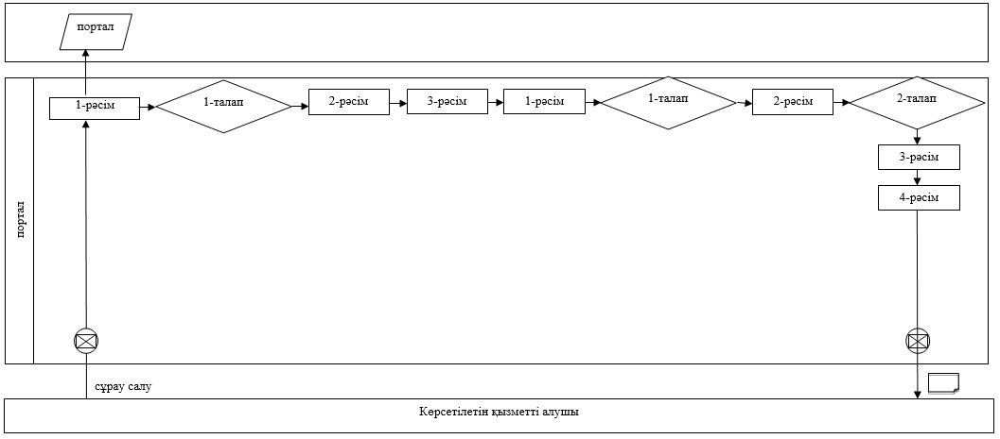 портал
1-рәсім
1-талап
2-рәсім
3-рәсім
1-рәсім
1-талап
2-рәсім
2-талап
3-рәсім
4-рәсім
портал
сұрау салу
Көрсетілетін қызметті алушы